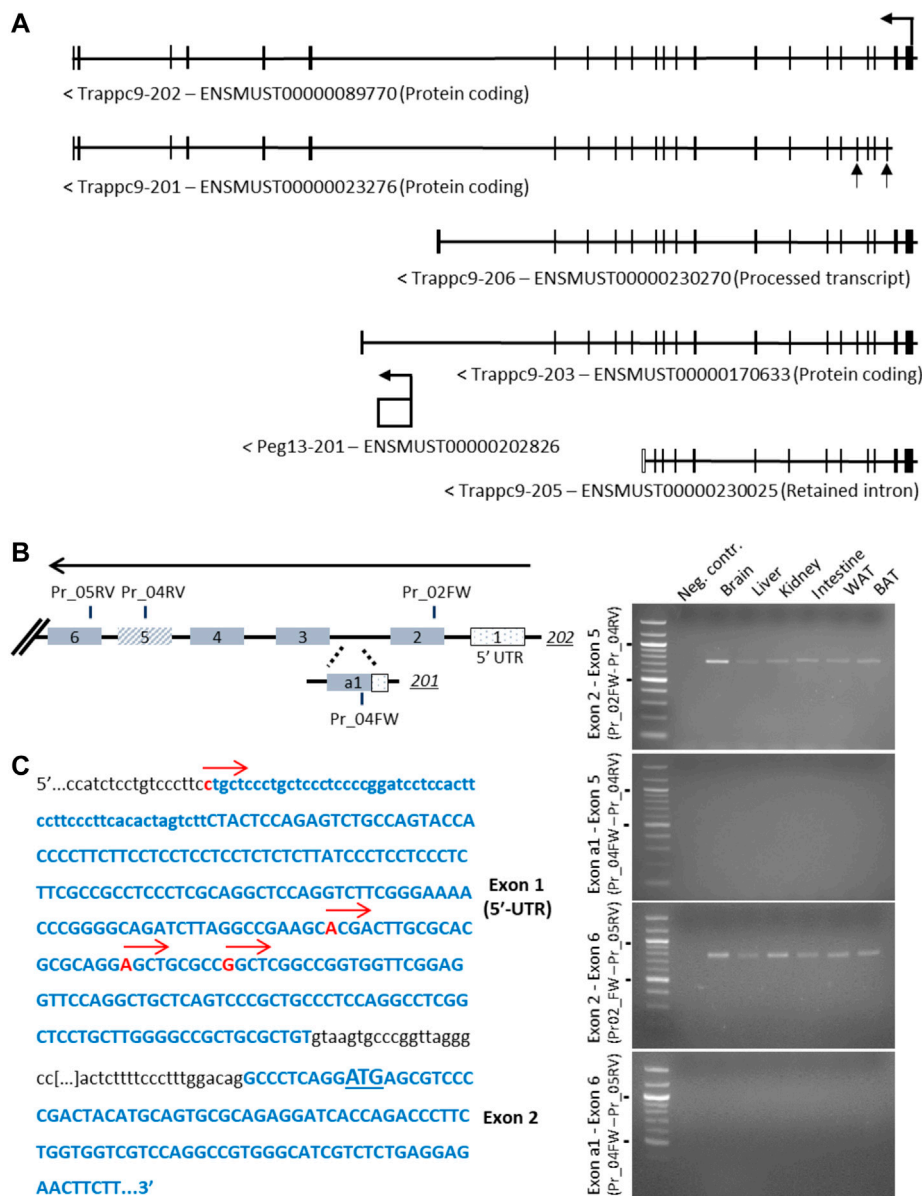 A
< Trappc9-202 – ENSMUST00000089770 (Protein coding)
< Trappc9-201 – ENSMUST00000023276 (Protein coding)
< Trappc9-206 – ENSMUST00000230270 (Processed transcript)
< Trappc9-203 – ENSMUST00000170633 (Protein coding)
< Peg13-201 – ENSMUST00000202826
< Trappc9-205 – ENSMUST00000230025 (Retained intron)
B
Pr_05RV Pr_04RV Pr_02FW
6 5 4 3 2 1 202
5' UTR
a1 201
Pr_04FW
Neg. contr. Brain Liver Kidney Intestine WAT BAT
Exon 2 - Exon 5
(Pr_02FW-Pr_04RV)
Exon a1 - Exon 5
(Pr_04FW–Pr_04RV)
Exon 2 - Exon 6
(Pr02_FW–Pr_05RV)
Exon a1 - Exon 6
(Pr_04FW–Pr_05RV)
C
5'...ccatctcctgtcccttcctgctccctgctccctccccggatcctccactt
ccttcccttcacactagtcttCTACTCCAGAGTCTGCCAGTACCA
CCCCTTCTTCCTCCTCCTCCTCTCTCTTATCCCTCCTCCCTC
TTCGCCGCCTCCCTCGCAGGCTCCAGGTCTTCGGGAAAA
CCCGGGGCAGATCTTAGGCCGAAGCACGACTTGCGCAC
GCGCAGGAGCTGCGCCGGCTCGGCCGGTGGTTCGGAG
GTTCCAGGCTGCTCAGTCCCGCTGCCCTCCAGGCCTCGG
CTCCTGCTTGGGGCCGCTGCGCTGTgtaagtgcccggttaggg
cc[...]actcttttccctttggacagGCCCTCAGGATGAGCGTCCC
CGACTACATGCAGTGCGCAGAGGATCACCAGACCCTTC
TGGTGGTCGTCCAGGCCGTGGGCATCGTCTCTGAGGAG
AACTTCTT...3'
Exon 1
(5'-UTR)
Exon 2